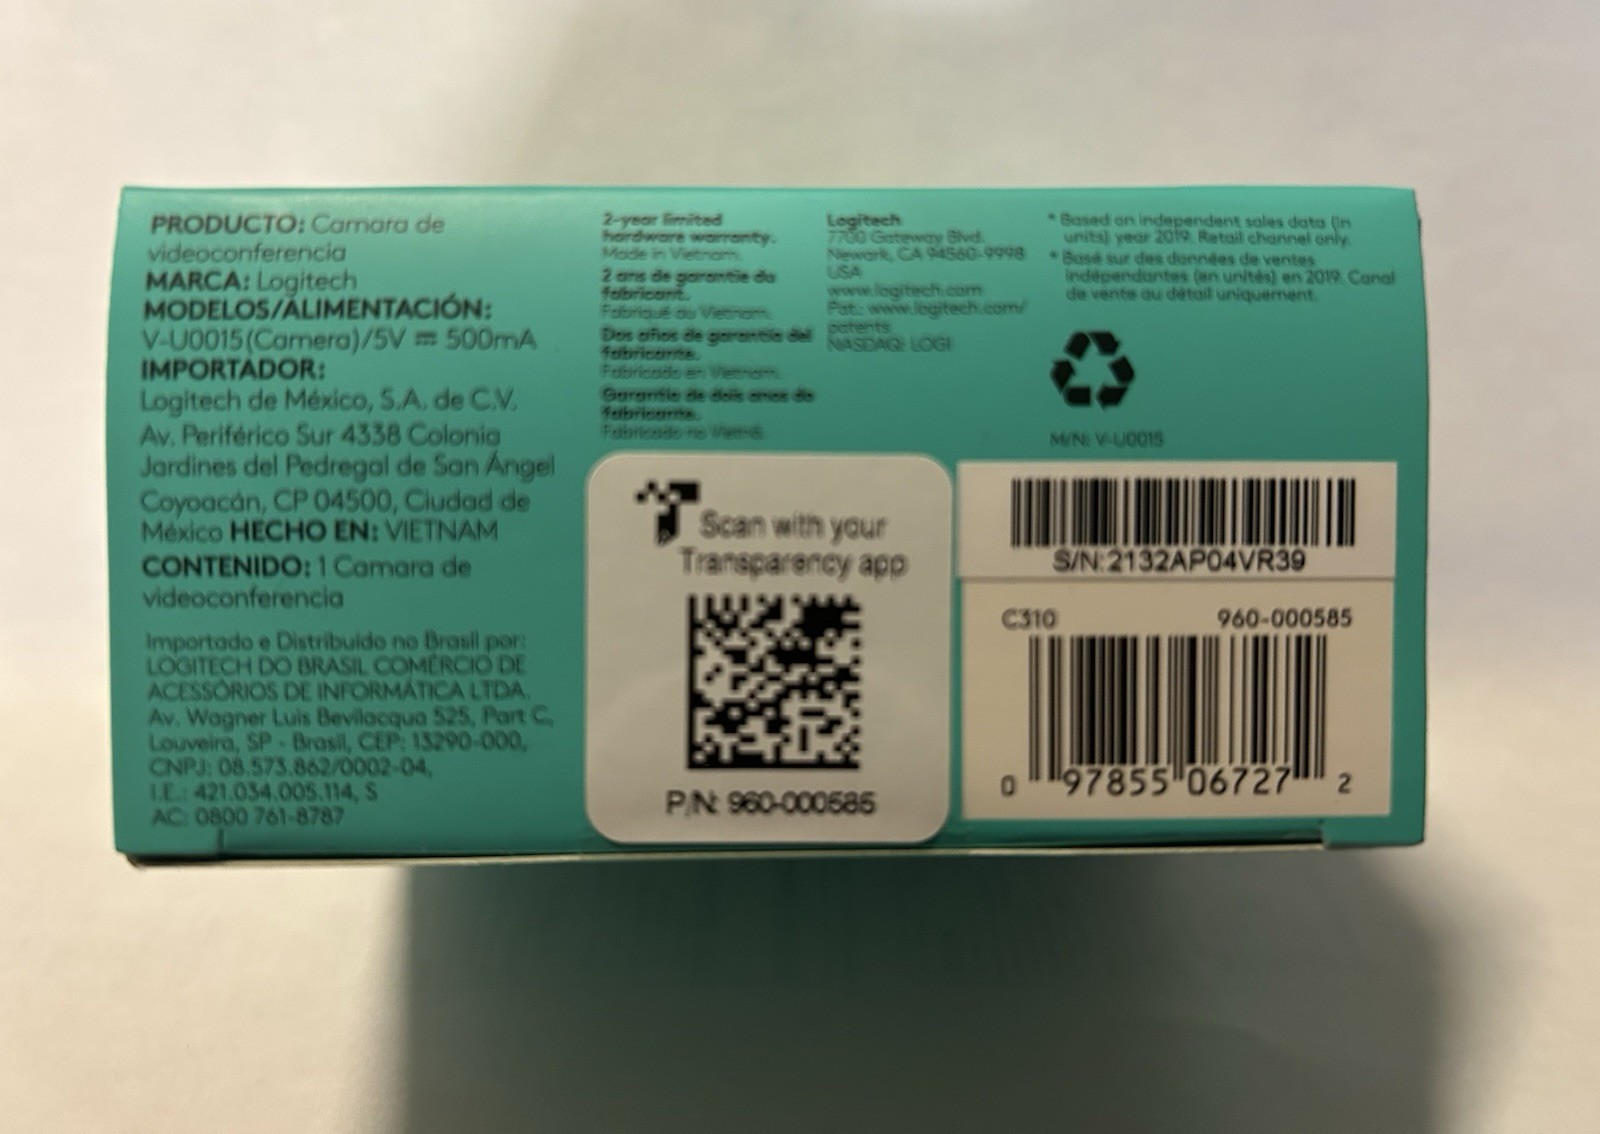 PRODUCTO: Camara de
videoconferencia
MARCA: Logitech
MODELOS/ALIMENTACIÓN:
V-U0015(Camera)/5V ⎓ 500mA
IMPORTADOR:
Logitech de México, S.A. de C.V.
Av. Periférico Sur 4338 Colonia
Jardines del Pedregal de San Ángel
Coyoacán, CP 04500, Ciudad de
México HECHO EN: VIETNAM
CONTENIDO: 1 Camara de
videoconferencia
Importado e Distribuído no Brasil por:
LOGITECH DO BRASIL COMÉRCIO DE
ACESSÓRIOS DE INFORMÁTICA LTDA.
Av. Wagner Luis Bevilacqua 525, Part C,
Louveira, SP - Brasil, CEP: 13290-000,
CNPJ: 08.573.862/0002-04,
I.E.: 421.034.005.114, S
AC: 0800 761-8787
2-year limited
hardware warranty.
Made in Vietnam.
2 ans de garantie du
fabricant.
Fabriqué au Vietnam.
Dos años de garantía del
fabricante.
Fabricado en Vietnam.
Garantia de dois anos do
fabricante.
Fabricado no Vietnã.
Logitech
7700 Gateway Blvd.
Newark, CA 94560-9998
USA
www.logitech.com
Pat.: www.logitech.com/
patents
NASDAQ: LOGI
* Based on independent sales data (in
units) year 2019. Retail channel only.
* Basé sur des données de ventes
indépendantes (en unités) en 2019. Canal
de vente au détail uniquement.
M/N: V-U0015
Scan with your
Transparency app
P/N: 960-000585
S/N:2132AP04VR39
C310 960-000585
0 97855 06727 2